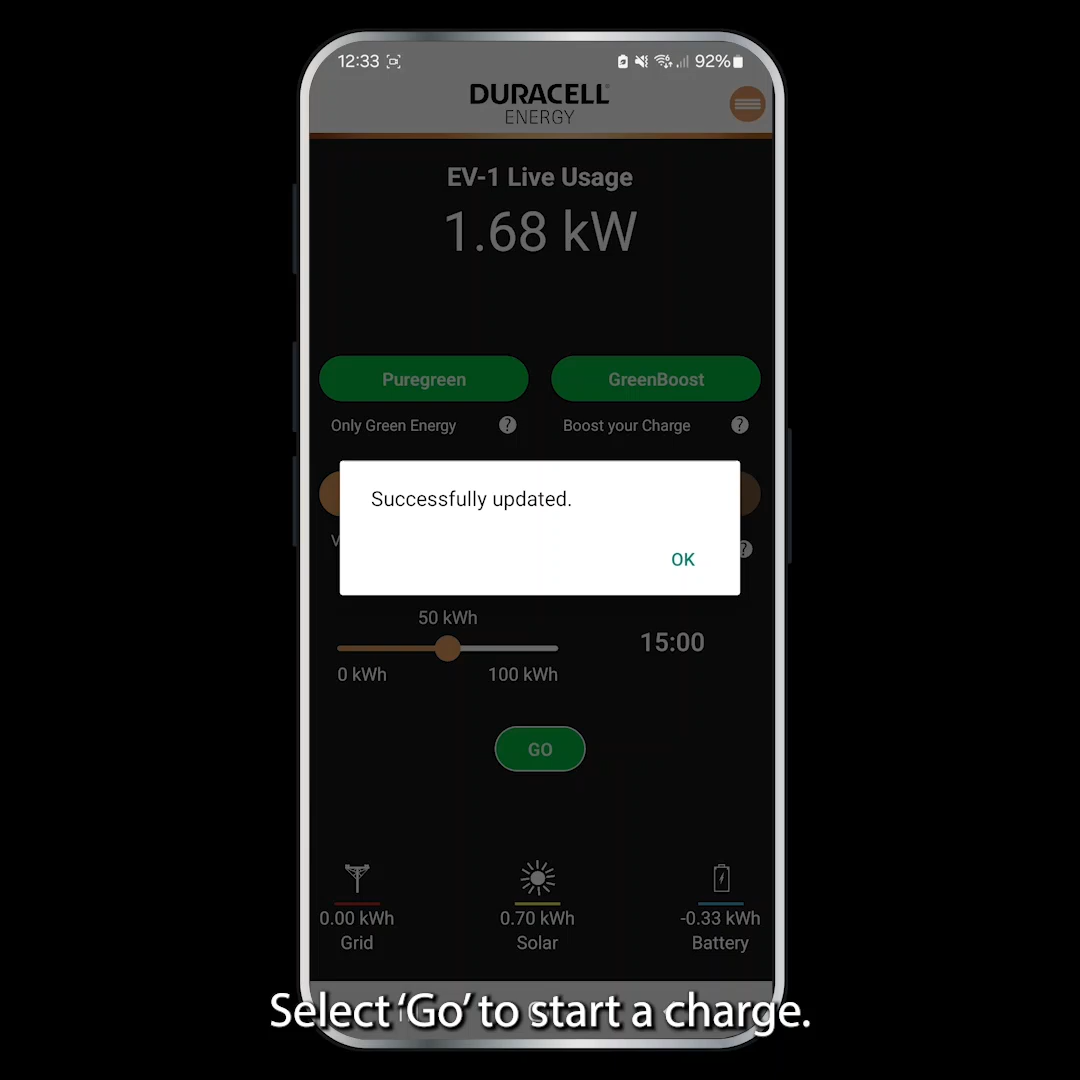 12:33 92%
DURACELL
ENERGY
EV-1 Live Usage
1.68 kW
Puregreen GreenBoost
Only Green Energy ? Boost your Charge ?
Successfully updated.
V ?
OK
50 kWh
15:00
0 kWh 100 kWh
GO
0.00 kWh 0.70 kWh -0.33 kWh
Grid Solar Battery
Select ‘Go’ to start a charge.